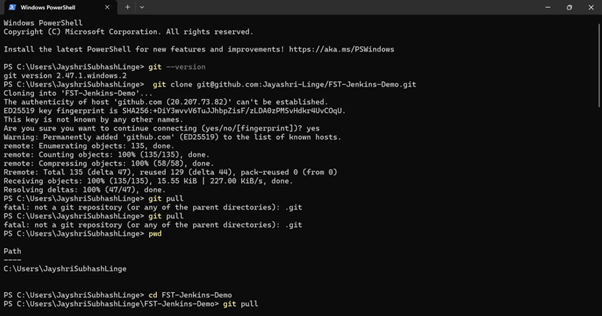 Windows PowerShell
Windows PowerShell
Copyright (C) Microsoft Corporation. All rights reserved.
Install the latest PowerShell for new features and improvements! https://aka.ms/PSWindows
PS C:\Users\JayshriSubhashLinge> git --version
git version 2.47.1.windows.2
PS C:\Users\JayshriSubhashLinge>  git clone git@github.com:Jayashri-Linge/FST-Jenkins-Demo.git
Cloning into 'FST-Jenkins-Demo'...
The authenticity of host 'github.com (20.207.73.82)' can't be established.
ED25519 key fingerprint is SHA256:+DiY3wvvV6TuJJhbpZisF/zLDA0zPMSvHdkr4UvCOqU.
This key is not known by any other names.
Are you sure you want to continue connecting (yes/no/[fingerprint])? yes
Warning: Permanently added 'github.com' (ED25519) to the list of known hosts.
remote: Enumerating objects: 135, done.
remote: Counting objects: 100% (135/135), done.
remote: Compressing objects: 100% (58/58), done.
Rremote: Total 135 (delta 47), reused 129 (delta 44), pack-reused 0 (from 0)
Receiving objects: 100% (135/135), 15.55 KiB | 227.00 KiB/s, done.
Resolving deltas: 100% (47/47), done.
PS C:\Users\JayshriSubhashLinge> git pull
fatal: not a git repository (or any of the parent directories): .git
PS C:\Users\JayshriSubhashLinge> git pull
fatal: not a git repository (or any of the parent directories): .git
PS C:\Users\JayshriSubhashLinge> pwd
Path
----
C:\Users\JayshriSubhashLinge
PS C:\Users\JayshriSubhashLinge> cd FST-Jenkins-Demo
PS C:\Users\JayshriSubhashLinge\FST-Jenkins-Demo> git pull